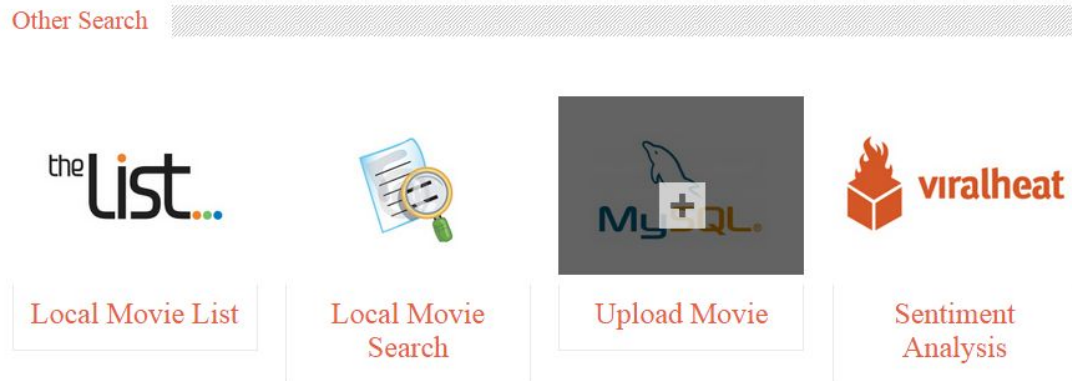 Other Search
the List...
MySQL®
viralheat
Local Movie List
Local Movie
Search
Upload Movie
Sentiment
Analysis